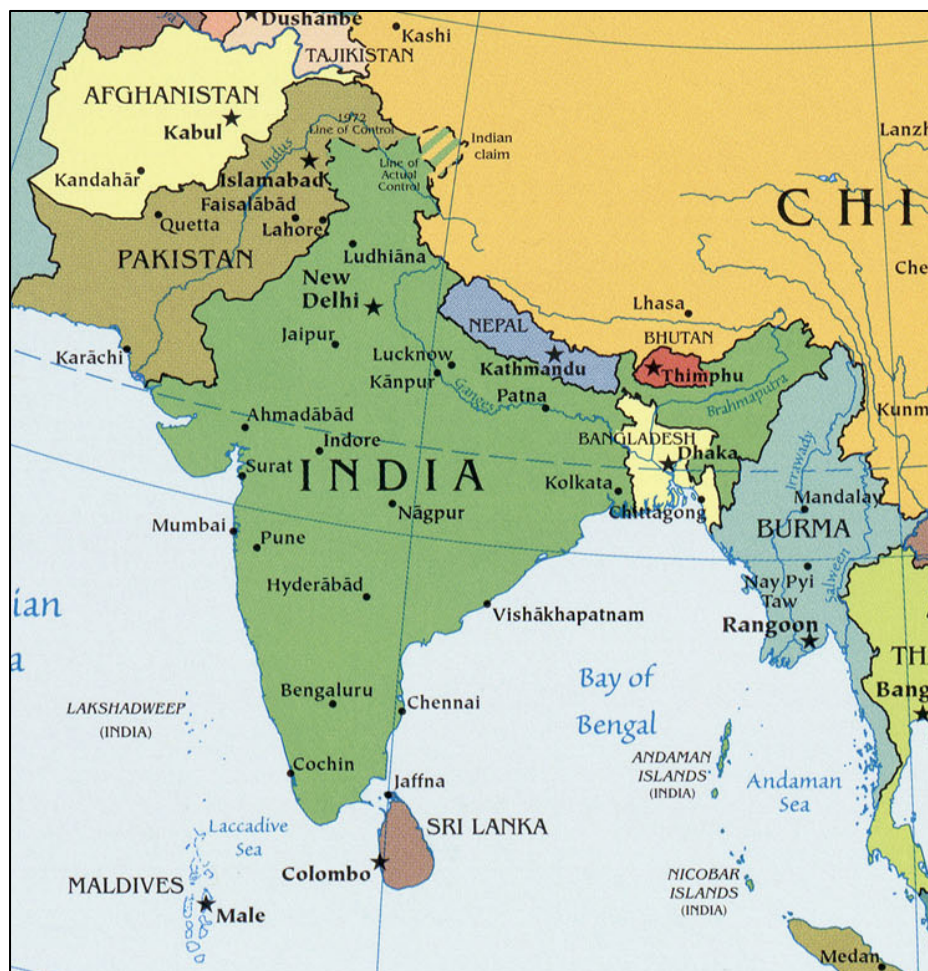 Dushanbe
Kashi
TAJIKISTAN
AFGHANISTAN
Kabul
1972
Line of Control
Indian
claim
Lanzh
Indus
Line of
Actual
Control
Kandahār
Islamabad
Faisalābād
Quetta
Lahore
CHI
PAKISTAN
Ludhiāna
New
Delhi
Che
Lhasa
NEPAL
BHUTAN
Jaipur
Karāchi
Lucknow
Kathmandu
Thimphu
Kānpur
Ganges
Patna
Brahmaputra
Kunm
Ahmadābād
Indore
BANGLADESH
Dhaka
Irrawaddy
Surat
INDIA
Kolkata
Mandalay
Nāgpur
Chittagong
Mumbai
Pune
BURMA
Salween
Hyderābād
Nay Pyi
Taw
ian
Vishākhapatnam
Rangoon
a
THA
Bay of
Bengal
Bengaluru
Bang
LAKSHADWEEP
(INDIA)
Chennai
Cochin
ANDAMAN
ISLANDS
(INDIA)
Andaman
Sea
Jaffna
Laccadive
Sea
SRI LANKA
Colombo
MALDIVES
NICOBAR
ISLANDS
(INDIA)
Male
Medan